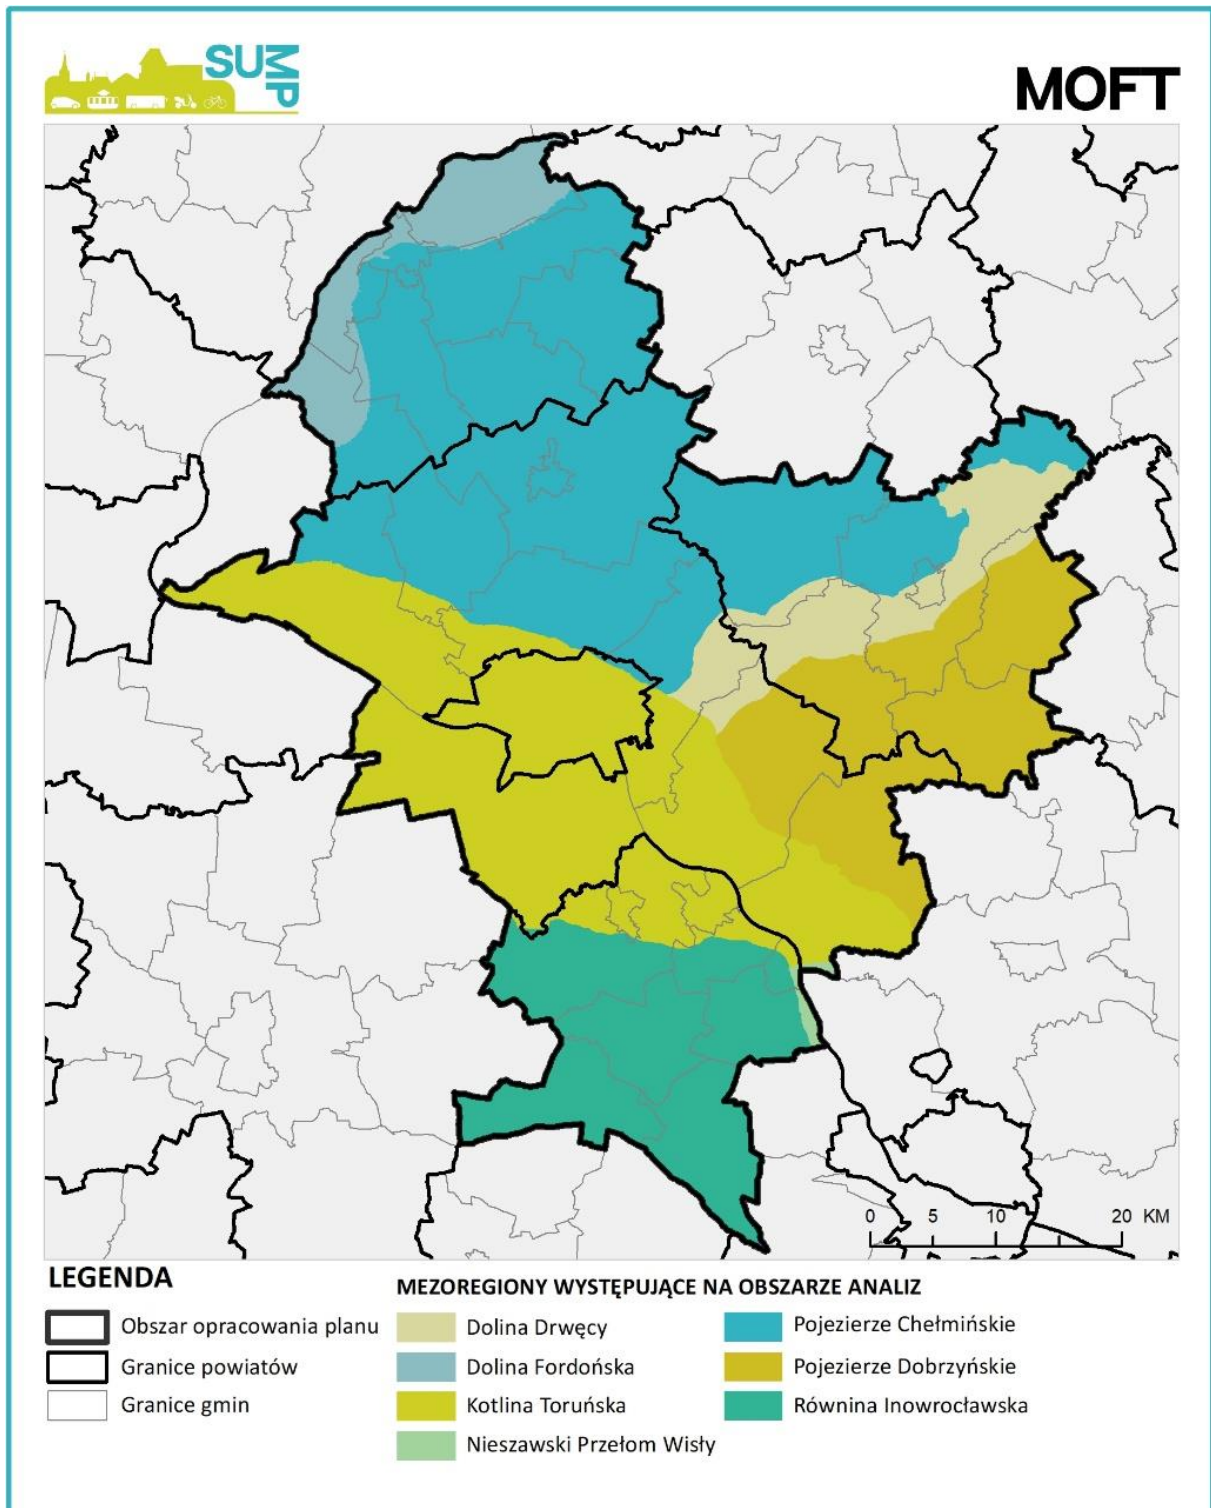 SUMP
MOFT
0 5 10 20 KM
LEGENDA
Obszar opracowania planu
Granice powiatów
Granice gmin
MEZOREGIONY WYSTĘPUJĄCE NA OBSZARZE ANALIZ
Dolina Drwęcy
Dolina Fordońska
Kotlina Toruńska
Nieszawski Przełom Wisły
Pojezierze Chełmińskie
Pojezierze Dobrzyńskie
Równina Inowrocławska